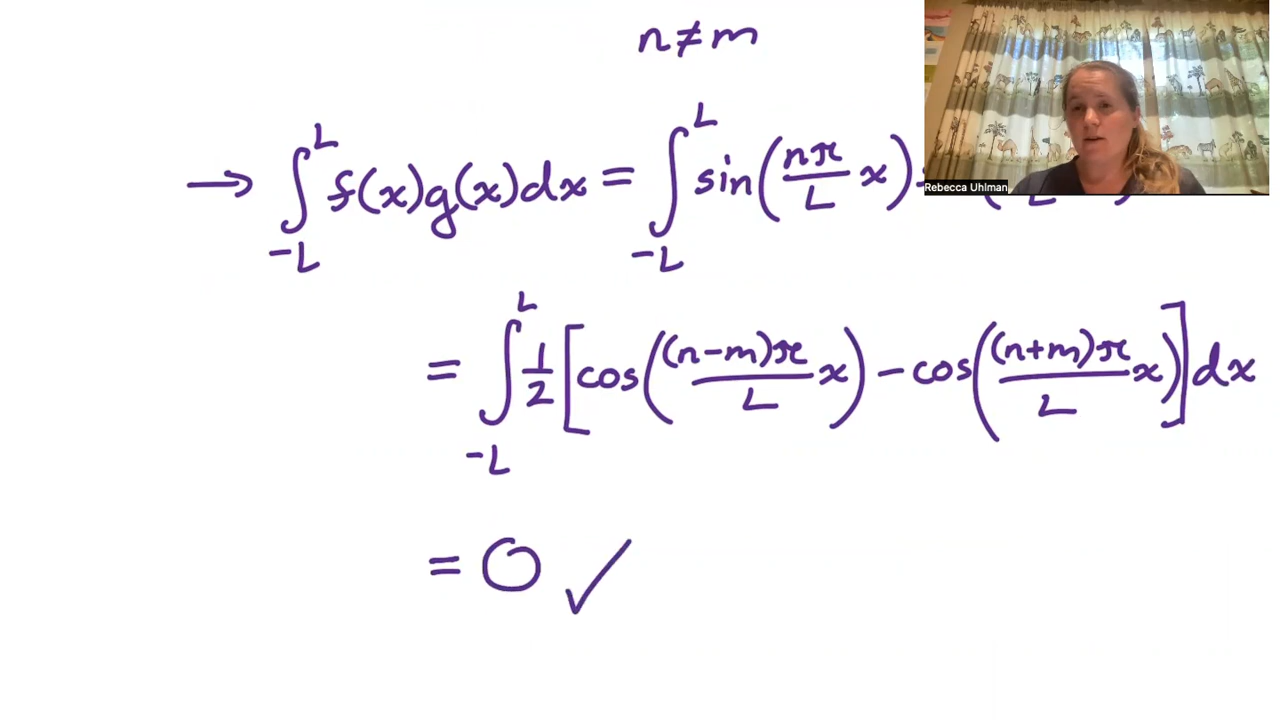 n≠m
→ ∫_{-L}^{L} f(x)g(x)dx = ∫_{-L}^{L} sin(nπ/L x)
Rebecca Uhlman
= ∫_{-L}^{L} 1/2 [cos((n-m)π/L x) - cos((n+m)π/L x)] dx
= 0 ✓